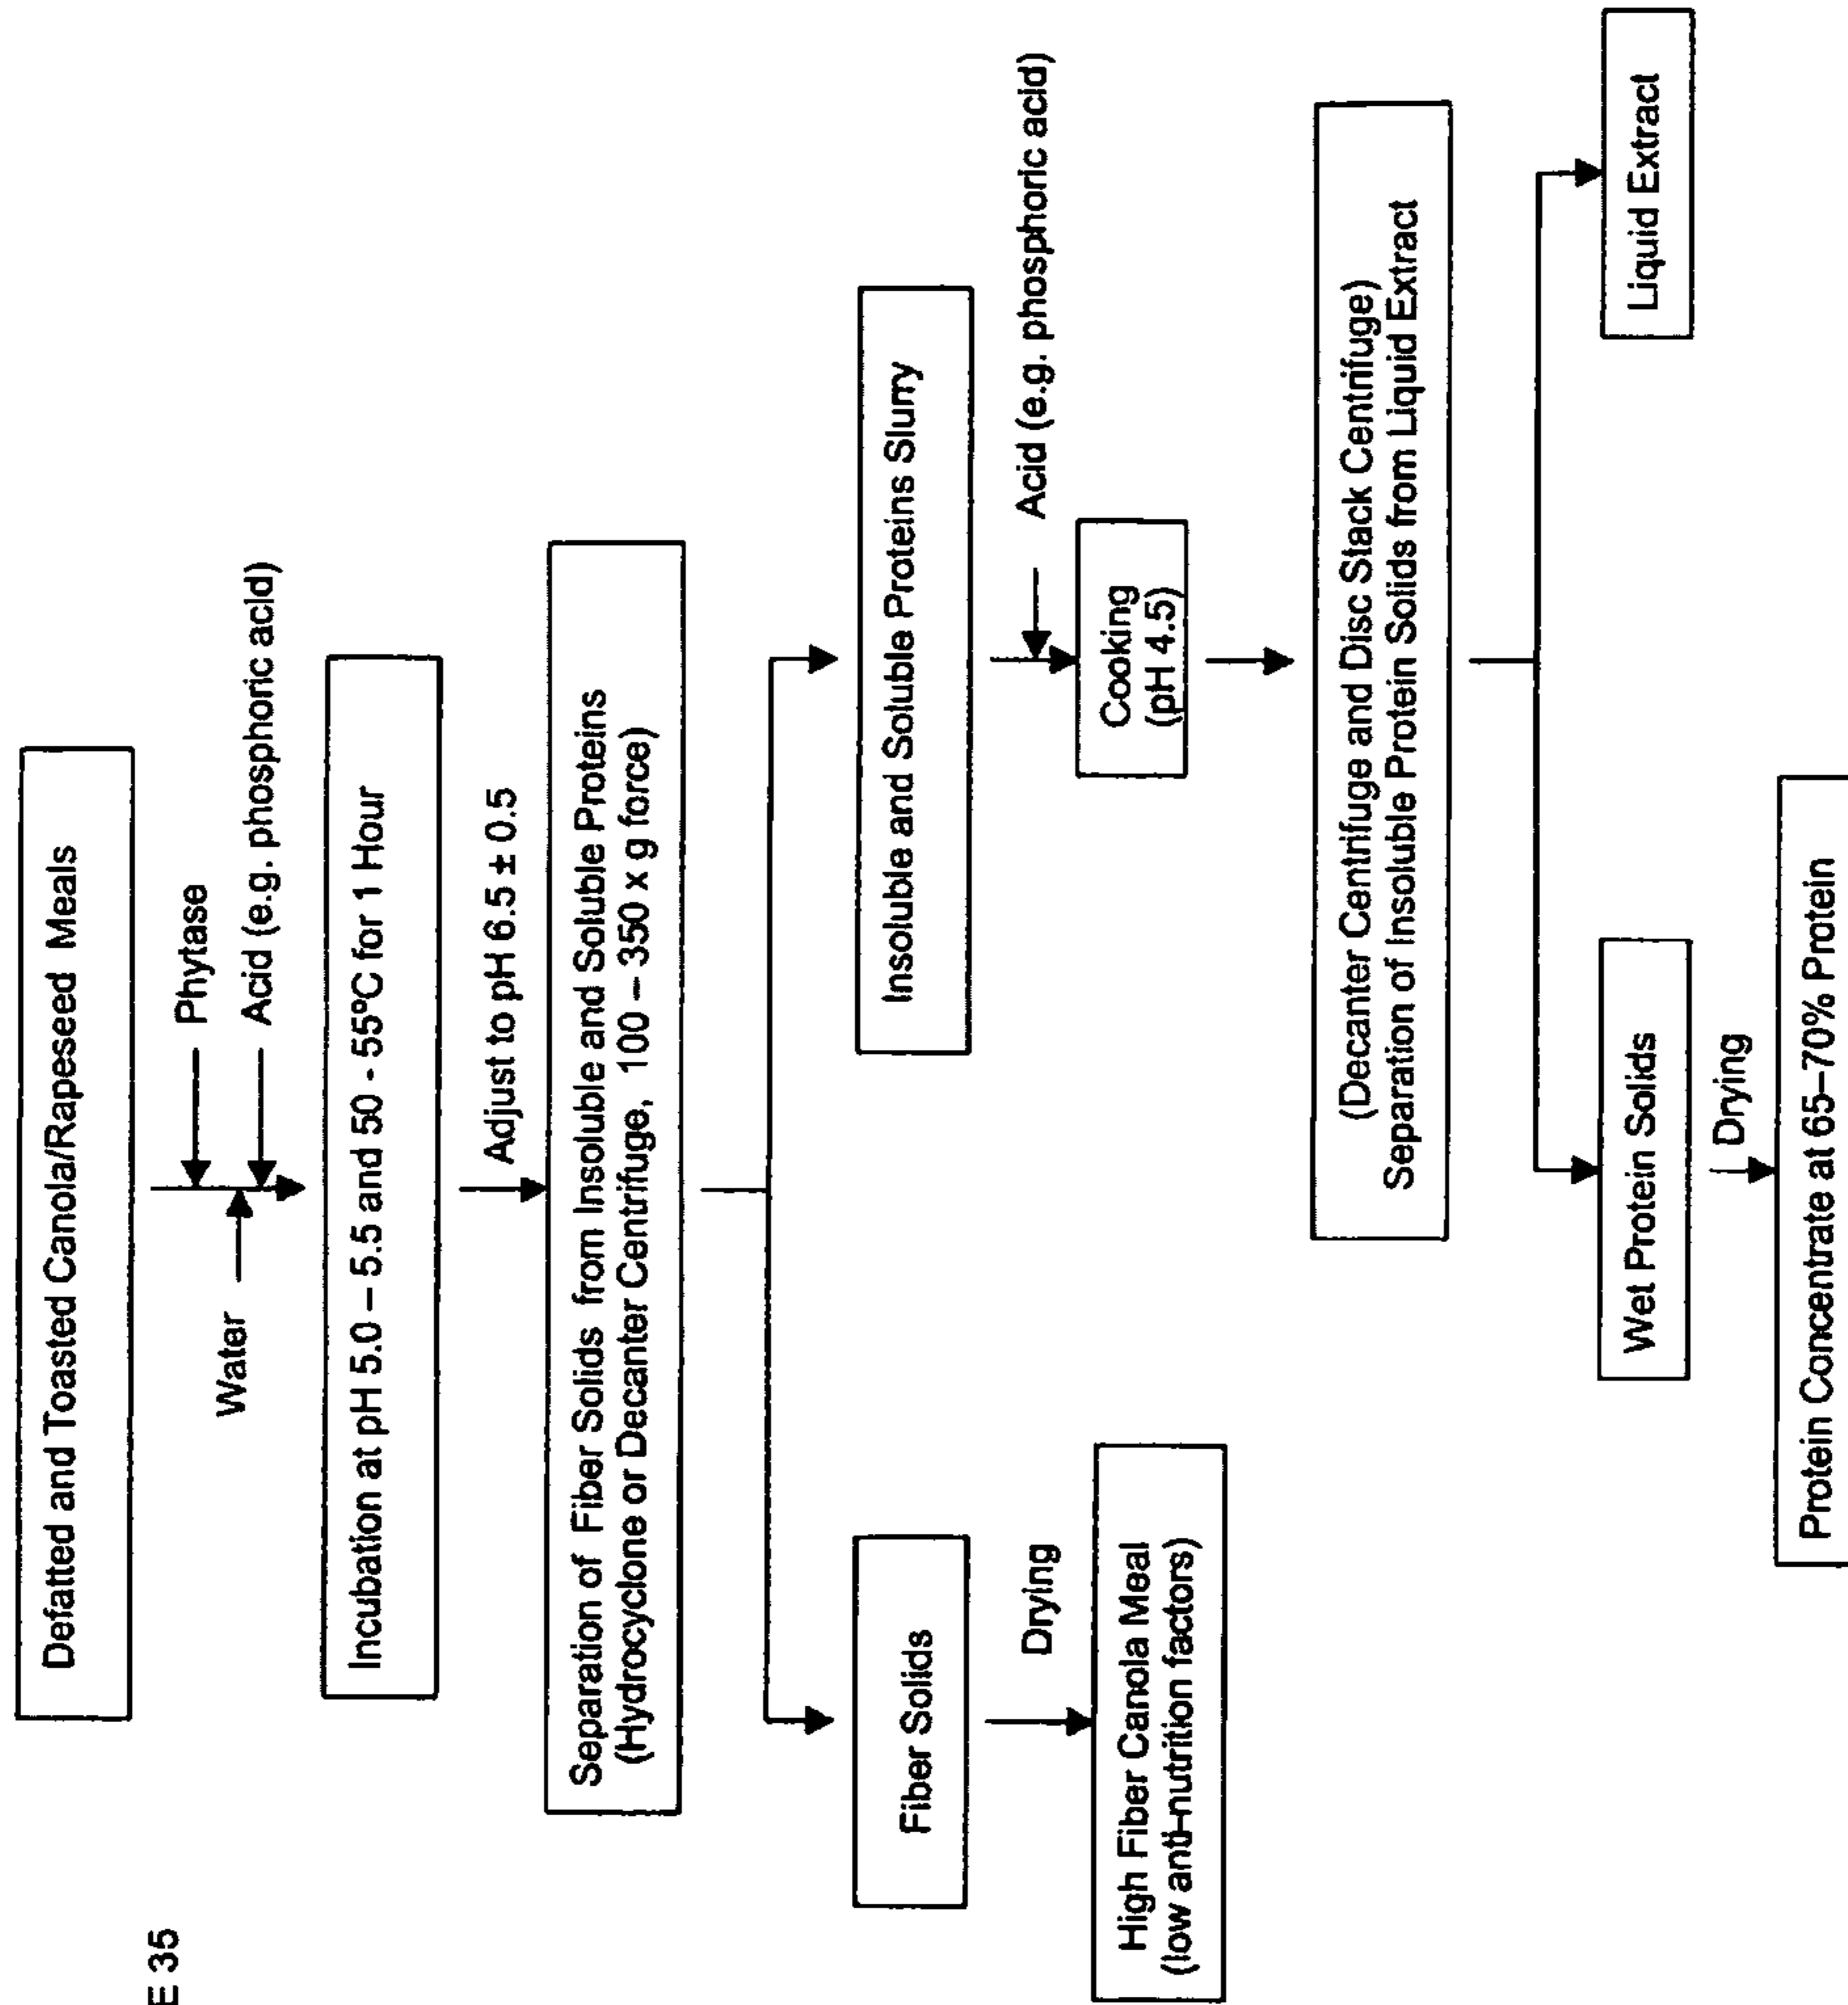 E 35
Defatted and Toasted Canola/Rapeseed Meals
Phytase
Water
Acid (e.g. phosphoric acid)
Incubation at pH 5.0 – 5.5 and 50 - 55°C for 1 Hour
Adjust to pH 6.5 ± 0.5
Separation of Fiber Solids from Insoluble and Soluble Proteins
(Hydrocyclone or Decanter Centrifuge, 100 – 350 x g force)
Fiber Solids
Drying
High Fiber Canola Meal
(low anti-nutrition factors)
Insoluble and Soluble Proteins Slurry
Acid (e.g. phosphoric acid)
Cooking
(pH 4.5)
(Decanter Centrifuge and Disc Stack Centrifuge)
Separation of Insoluble Protein Solids from Liquid Extract
Wet Protein Solids
Liquid Extract
Drying
Protein Concentrate at 65–70% Protein